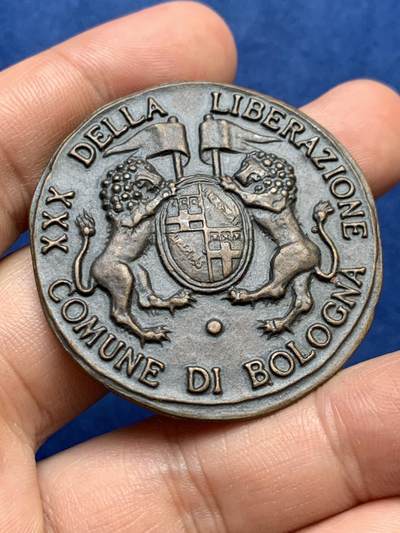 XXX DELLA LIBERAZIONE
COMUNE DI BOLOGNA